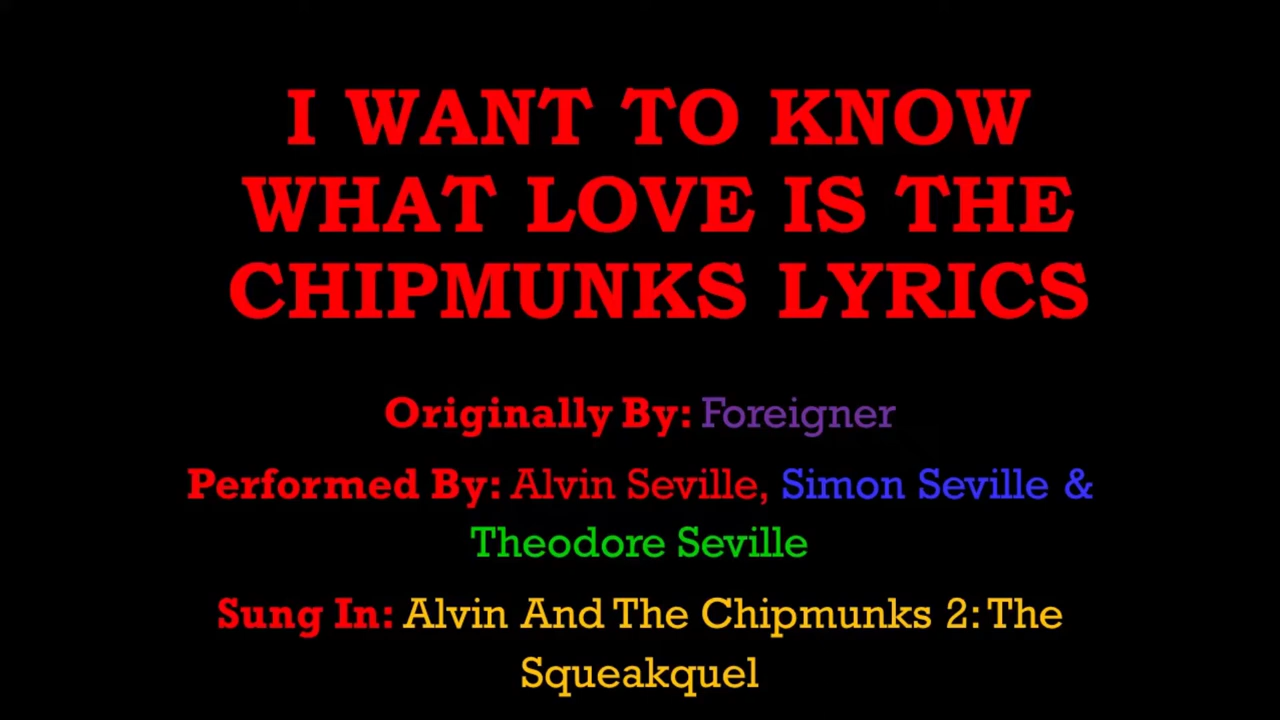 I WANT TO KNOW
WHAT LOVE IS THE
CHIPMUNKS LYRICS
Originally By: Foreigner
Performed By: Alvin Seville, Simon Seville &
Theodore Seville
Sung In: Alvin And The Chipmunks 2: The
Squeakquel